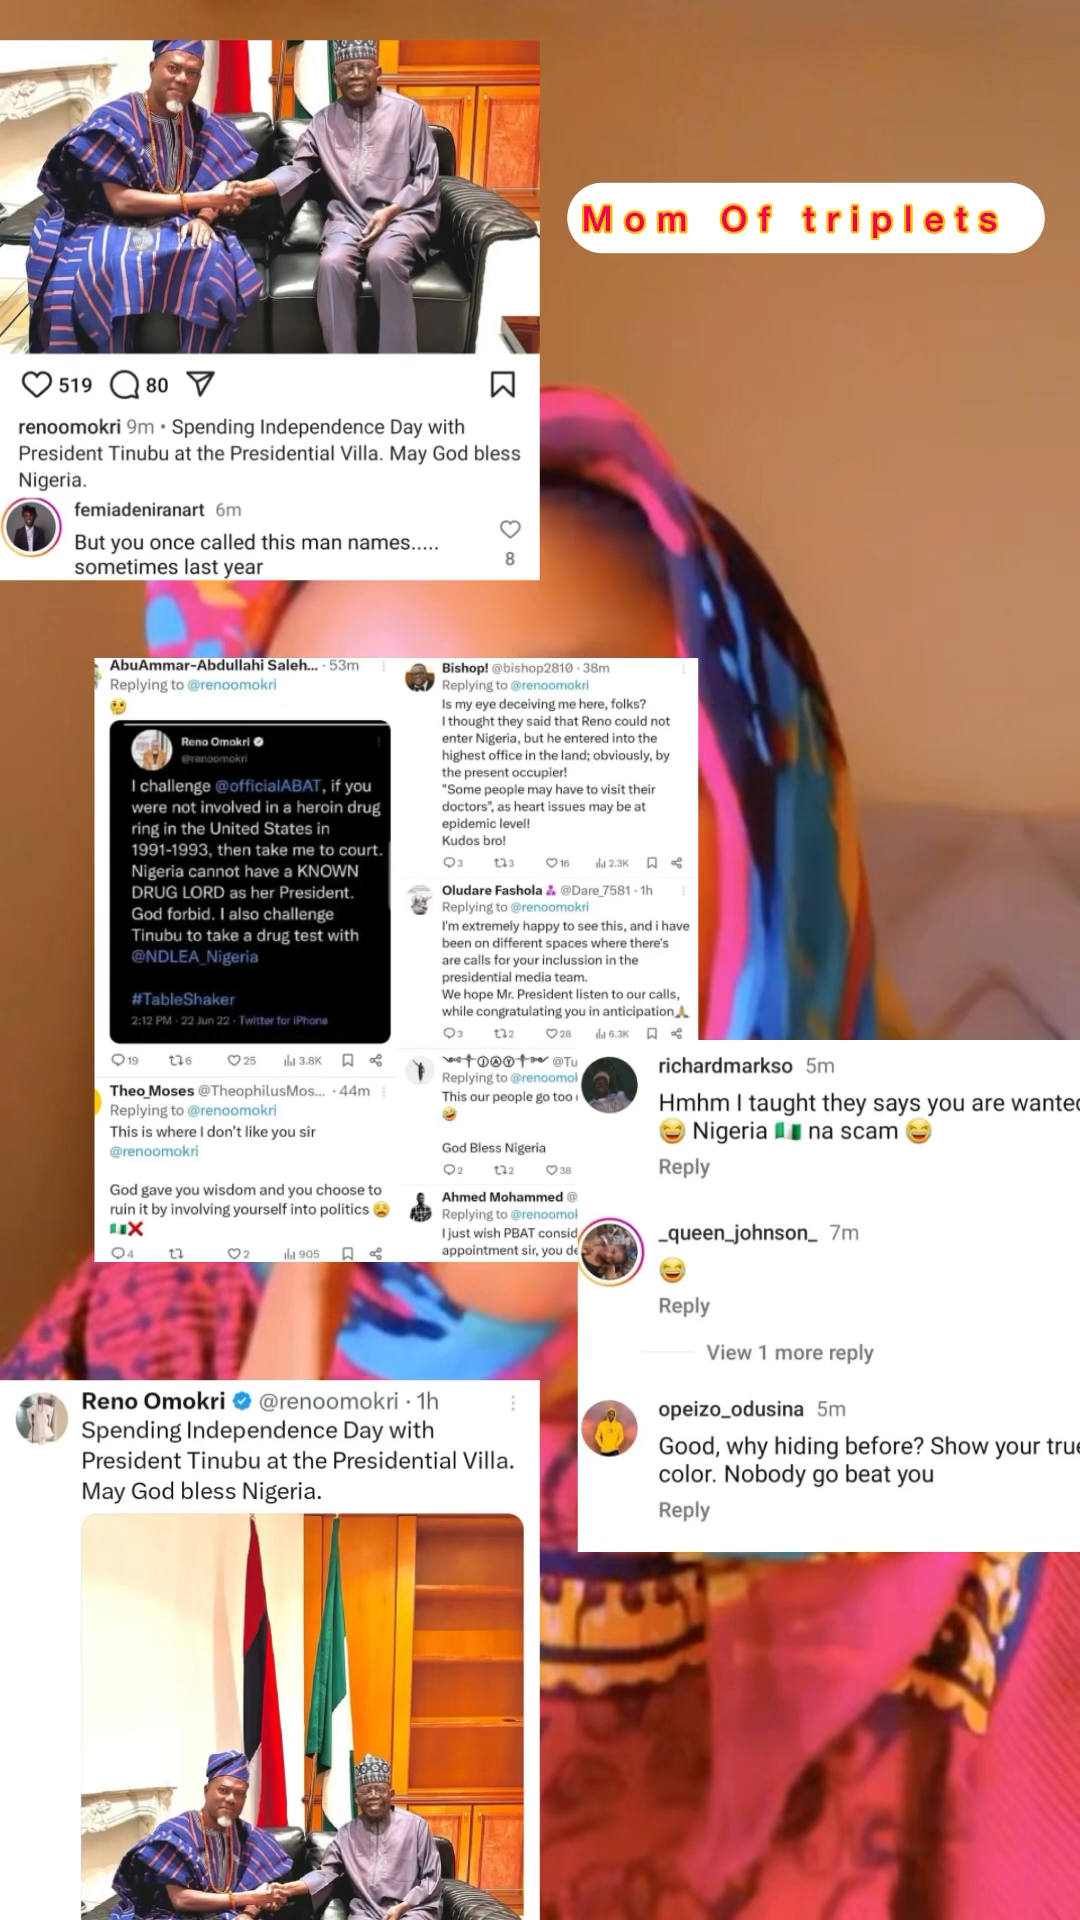 Mom Of triplets
519 80
renoomokri 9m • Spending Independence Day with
President Tinubu at the Presidential Villa. May God bless
Nigeria.
femiadeniranart 6m
But you once called this man names.....
sometimes last year
8
AbuAmmar-Abdullahi Saleh... · 53m
Replying to @renoomokri
🤔
Reno Omokri
@renoomokri
I challenge @officialABAT, if you
were not involved in a heroin drug
ring in the United States in
1991-1993, then take me to court.
Nigeria cannot have a KNOWN
DRUG LORD as her President.
God forbid. I also challenge
Tinubu to take a drug test with
@NDLEA_Nigeria
#TableShaker
2:12 PM · 22 Jun 22 · Twitter for iPhone
19 6 25 3.8K
Theo_Moses @TheophilusMos... · 44m
Replying to @renoomokri
This is where I don't like you sir
@renoomokri
God gave you wisdom and you choose to
ruin it by involving yourself into politics 😩
🇳🇬❌
4 2 905
Bishop! @bishop2810 · 38m
Replying to @renoomokri
Is my eye deceiving me here, folks?
I thought they said that Reno could not
enter Nigeria, but he entered into the
highest office in the land; obviously, by
the present occupier!
"Some people may have to visit their
doctors", as heart issues may be at
epidemic level!
Kudos bro!
3 3 16 2.3K
Oludare Fashola @Dare_7581 · 1h
Replying to @renoomokri
I'm extremely happy to see this, and i have
been on different spaces where there's
are calls for your inclussion in the
presidential media team.
We hope Mr. President listen to our calls,
while congratulating you in anticipation🙏
3 2 28 6.3K
ⒿⒶⓎ @Tu
Replying to @renoomok
This our people go too
🤣
God Bless Nigeria
2 2 38
Ahmed Mohammed @
Replying to @renoomok
I just wish PBAT consid
appointment sir, you de
richardmarkso 5m
Hmhm I taught they says you are wanted
😂 Nigeria 🇳🇬 na scam 😂
Reply
_queen_johnson_ 7m
😂
Reply
View 1 more reply
opeizo_odusina 5m
Good, why hiding before? Show your true
color. Nobody go beat you
Reply
Reno Omokri @renoomokri · 1h
Spending Independence Day with
President Tinubu at the Presidential Villa.
May God bless Nigeria.